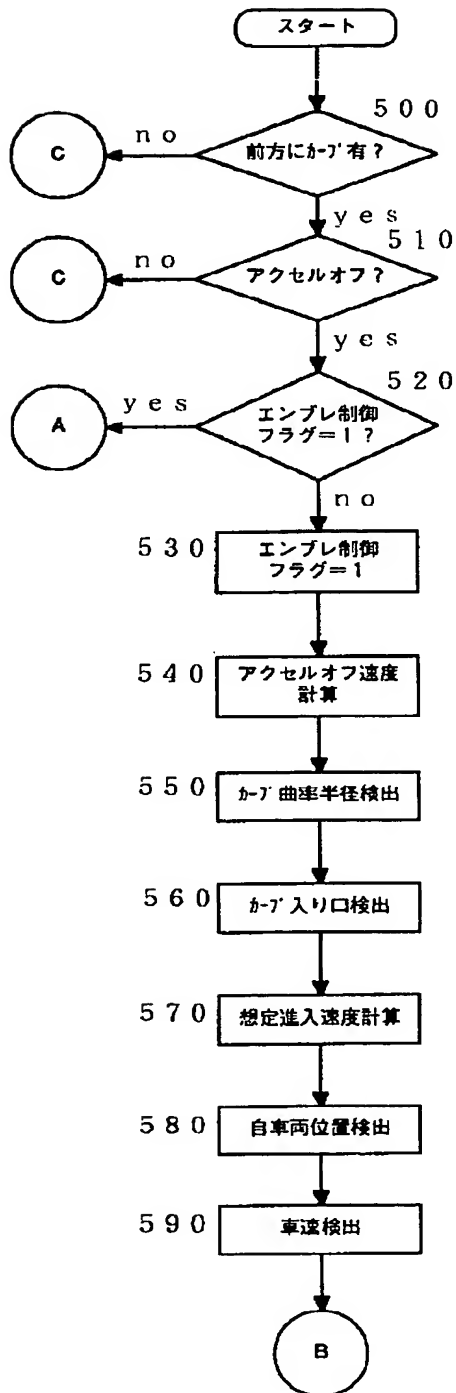 スタート
500
no
C
前方にｶｰﾌﾞ有？
yes
510
no
C
アクセルオフ？
yes
520
yes
A
エンブレ制御
フラグ＝1？
no
530
エンブレ制御
フラグ＝1
540
アクセルオフ速度
計算
550
ｶｰﾌﾞ曲率半径検出
560
ｶｰﾌﾞ入り口検出
570
想定進入速度計算
580
自車両位置検出
590
車速検出
B